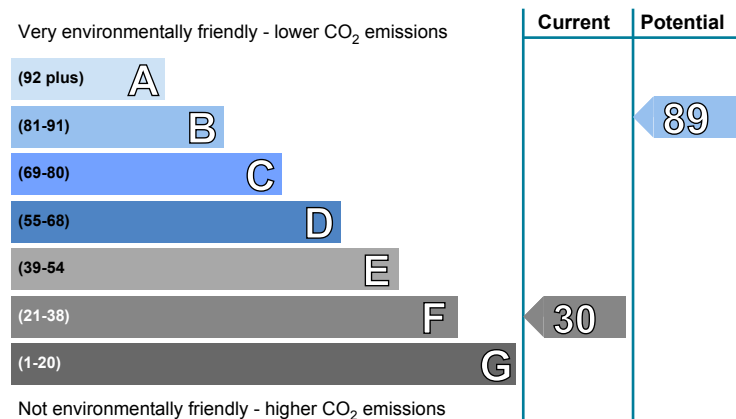 Very environmentally friendly - lower CO₂ emissions
Current
Potential
(92 plus) A
(81-91) B
89
(69-80) C
(55-68) D
(39-54 E
(21-38) F
30
(1-20) G
Not environmentally friendly - higher CO₂ emissions